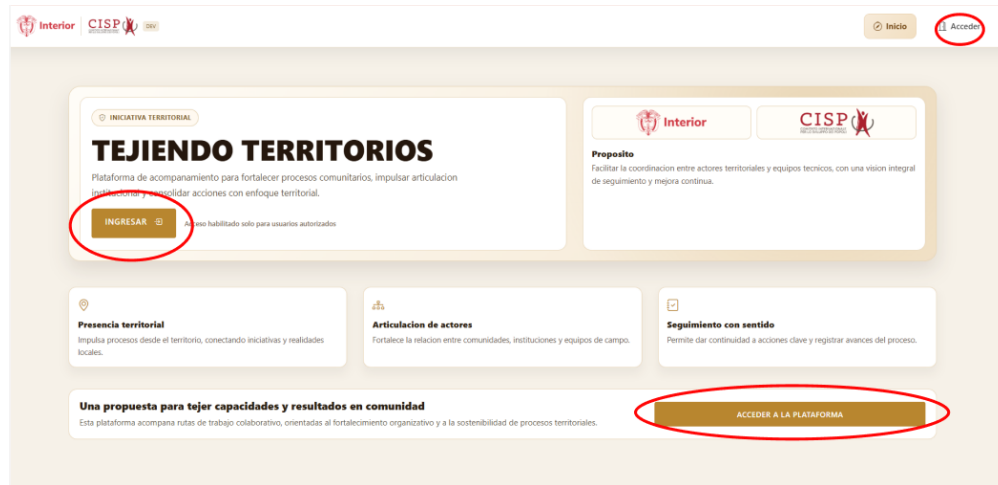 Interior
CISP
DEV
Inicio
Acceder
INICIATIVA TERRITORIAL
TEJIENDO TERRITORIOS
Plataforma de acompanamiento para fortalecer procesos comunitarios, impulsar articulacion
institucional y consolidar acciones con enfoque territorial.
INGRESAR
Acceso habilitado solo para usuarios autorizados
Interior
CISP
Proposito
Facilitar la coordinacion entre actores territoriales y equipos tecnicos, con una vision integral
de seguimiento y mejora continua.
Presencia territorial
Impulsa procesos desde el territorio, conectando iniciativas y realidades
locales.
Articulacion de actores
Fortalece la relacion entre comunidades, instituciones y equipos de campo.
Seguimiento con sentido
Permite dar continuidad a acciones clave y registrar avances del proceso.
Una propuesta para tejer capacidades y resultados en comunidad
Esta plataforma acompana rutas de trabajo colaborativo, orientadas al fortalecimiento organizativo y a la sostenibilidad de procesos territoriales.
ACCEDER A LA PLATAFORMA